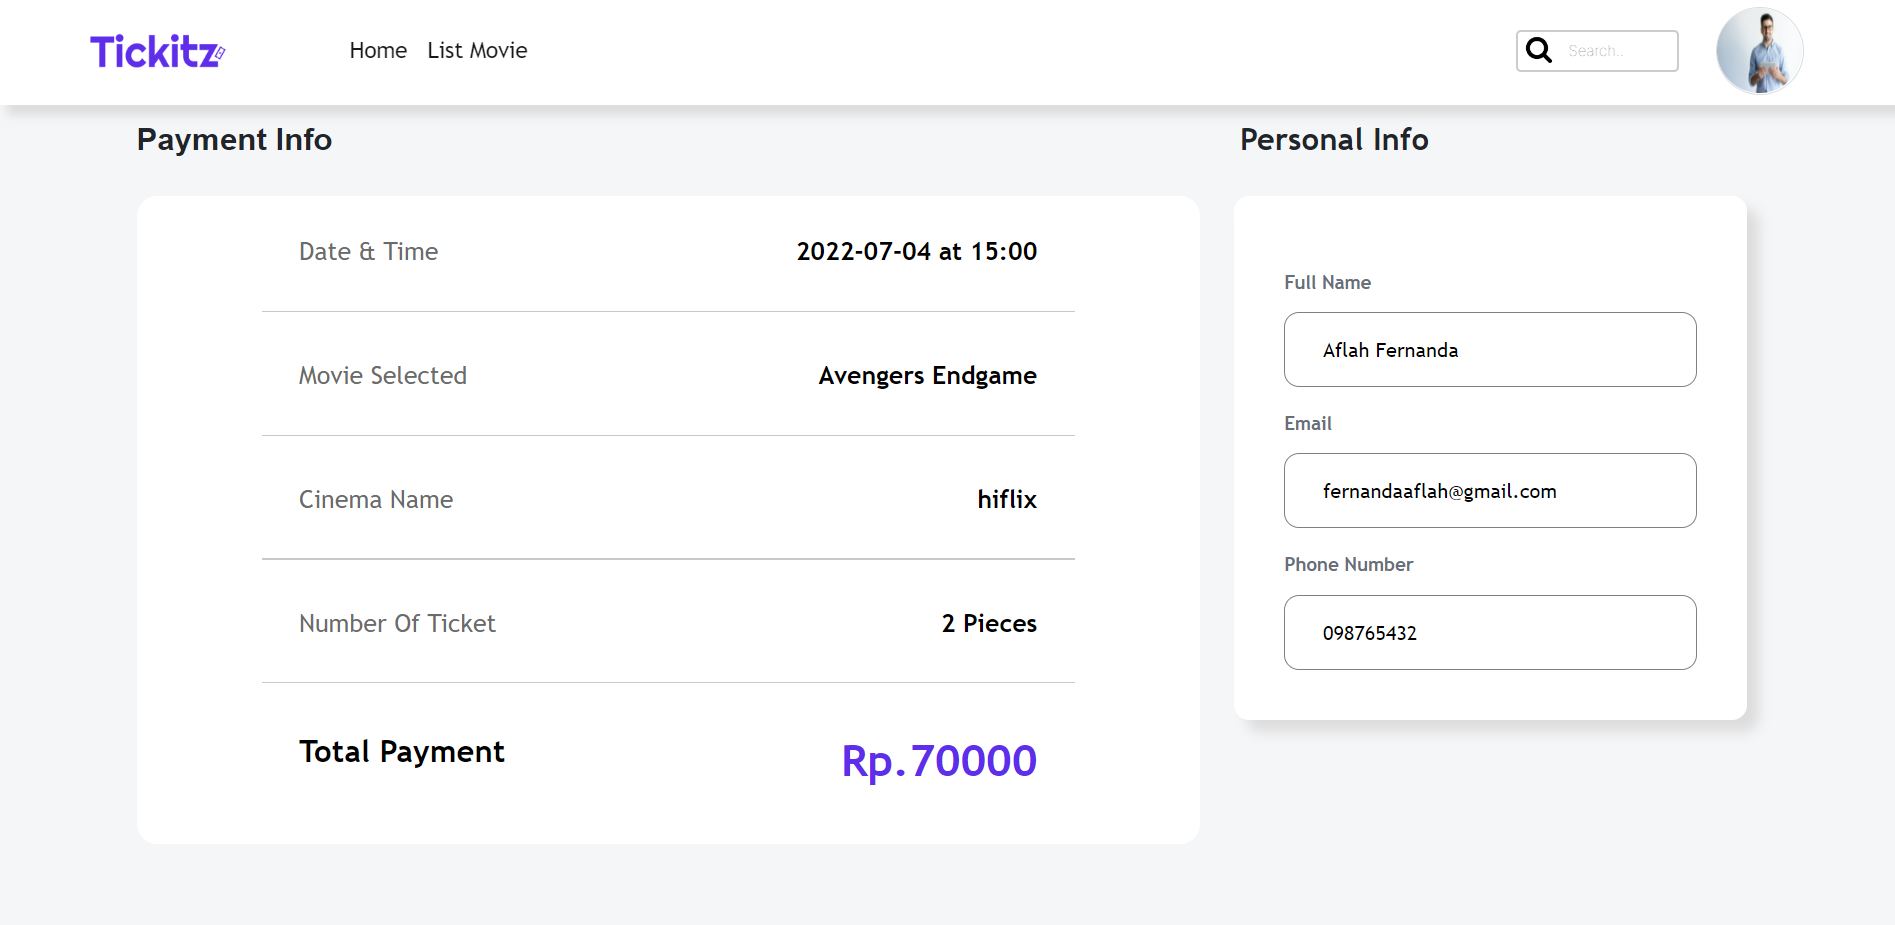 Tickitz
Home
List Movie
Search..
Payment Info
Date & Time
2022-07-04 at 15:00
Movie Selected
Avengers Endgame
Cinema Name
hiflix
Number Of Ticket
2 Pieces
Total Payment
Rp.70000
Personal Info
Full Name
Aflah Fernanda
Email
fernandaaflah@gmail.com
Phone Number
098765432